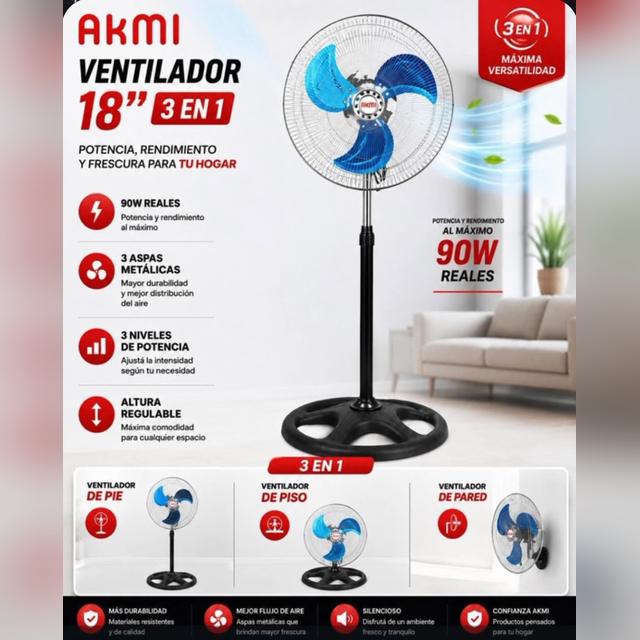 AKMI
VENTILADOR
18” 3 EN 1
POTENCIA, RENDIMIENTO
Y FRESCURA PARA TU HOGAR
90W REALES
Potencia y rendimiento
al máximo
3 ASPAS
METÁLICAS
Mayor durabilidad
y mejor distribución
del aire
3 NIVELES
DE POTENCIA
Ajustá la intensidad
según tu necesidad
ALTURA
REGULABLE
Máxima comodidad
para cualquier espacio
AKMI
3 EN 1
MÁXIMA
VERSATILIDAD
POTENCIA Y RENDIMIENTO
AL MÁXIMO
90W
REALES
3 EN 1
VENTILADOR
DE PIE
VENTILADOR
DE PISO
VENTILADOR
DE PARED
MÁS DURABILIDAD
Materiales resistentes
y de calidad
MEJOR FLUJO DE AIRE
Aspas metálicas que
brindan mayor frescura
SILENCIOSO
Disfrutá de un ambiente
fresco y tranquilo
CONFIANZA AKMI
Productos pensados
para tu hogar